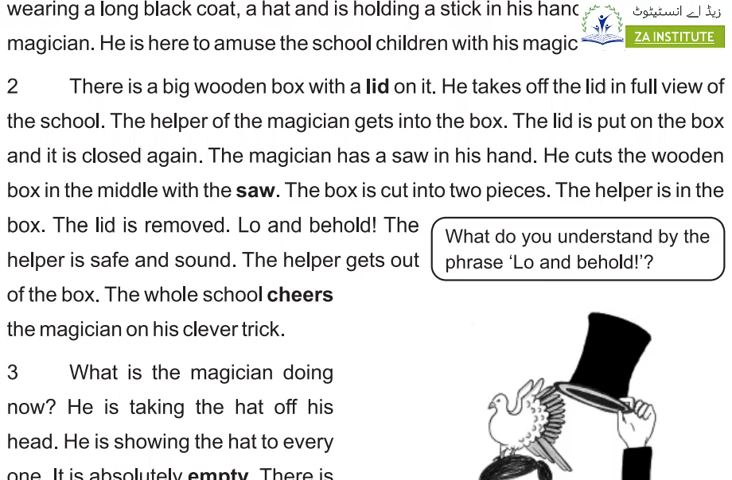 wearing a long black coat, a hat and is holding a stick in his hand
زیڈ اے انسٹیٹوٹ
magician. He is here to amuse the school children with his magic
ZA INSTITUTE
2 There is a big wooden box with a lid on it. He takes off the lid in full view of
the school. The helper of the magician gets into the box. The lid is put on the box
and it is closed again. The magician has a saw in his hand. He cuts the wooden
box in the middle with the saw. The box is cut into two pieces. The helper is in the
box. The lid is removed. Lo and behold! The
helper is safe and sound. The helper gets out
of the box. The whole school cheers
the magician on his clever trick.
What do you understand by the
phrase ‘Lo and behold!’?
3 What is the magician doing
now? He is taking the hat off his
head. He is showing the hat to every
one. It is absolutely empty. There is